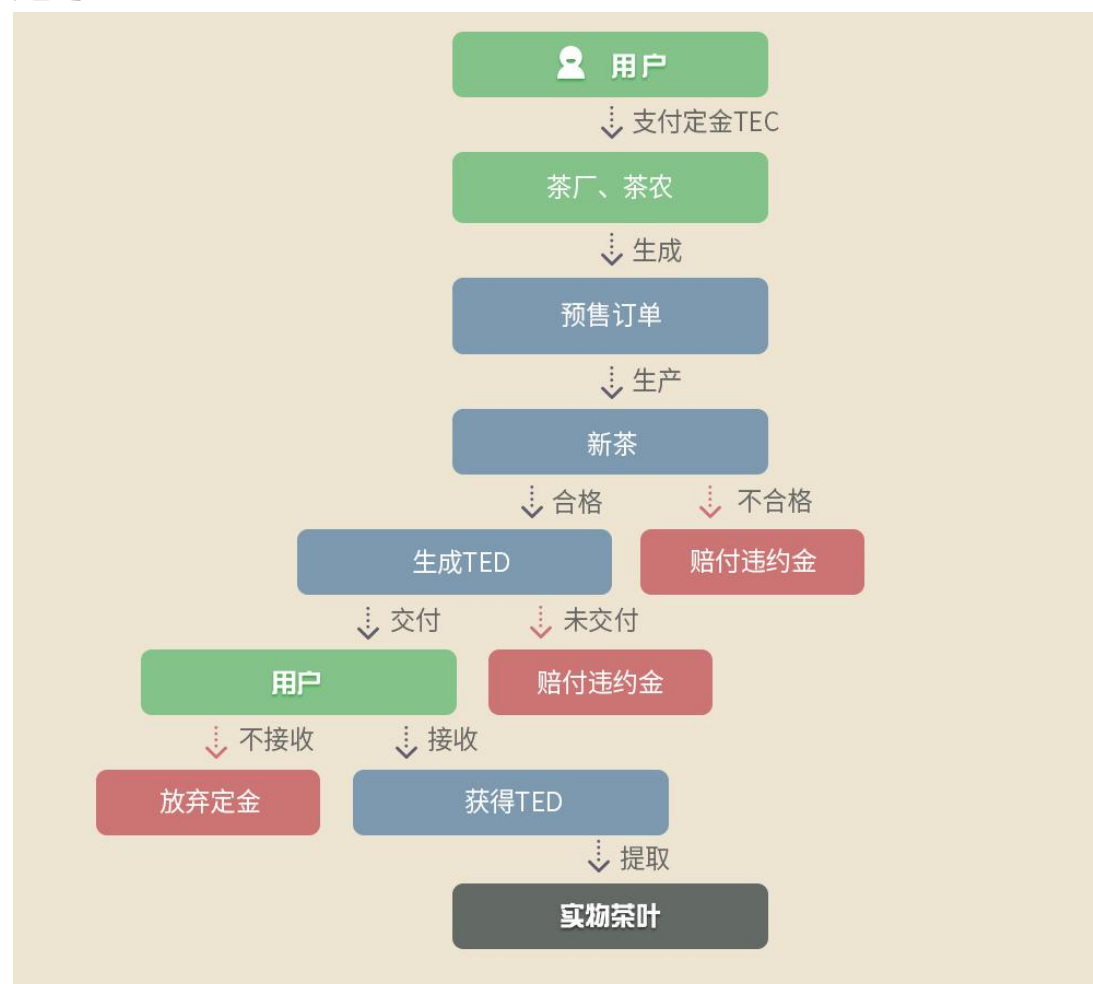 用户
支付定金TEC
茶厂、茶农
生成
预售订单
生产
新茶
合格
不合格
生成TED
赔付违约金
交付
未交付
用户
赔付违约金
不接收
接收
放弃定金
获得TED
提取
实物茶叶